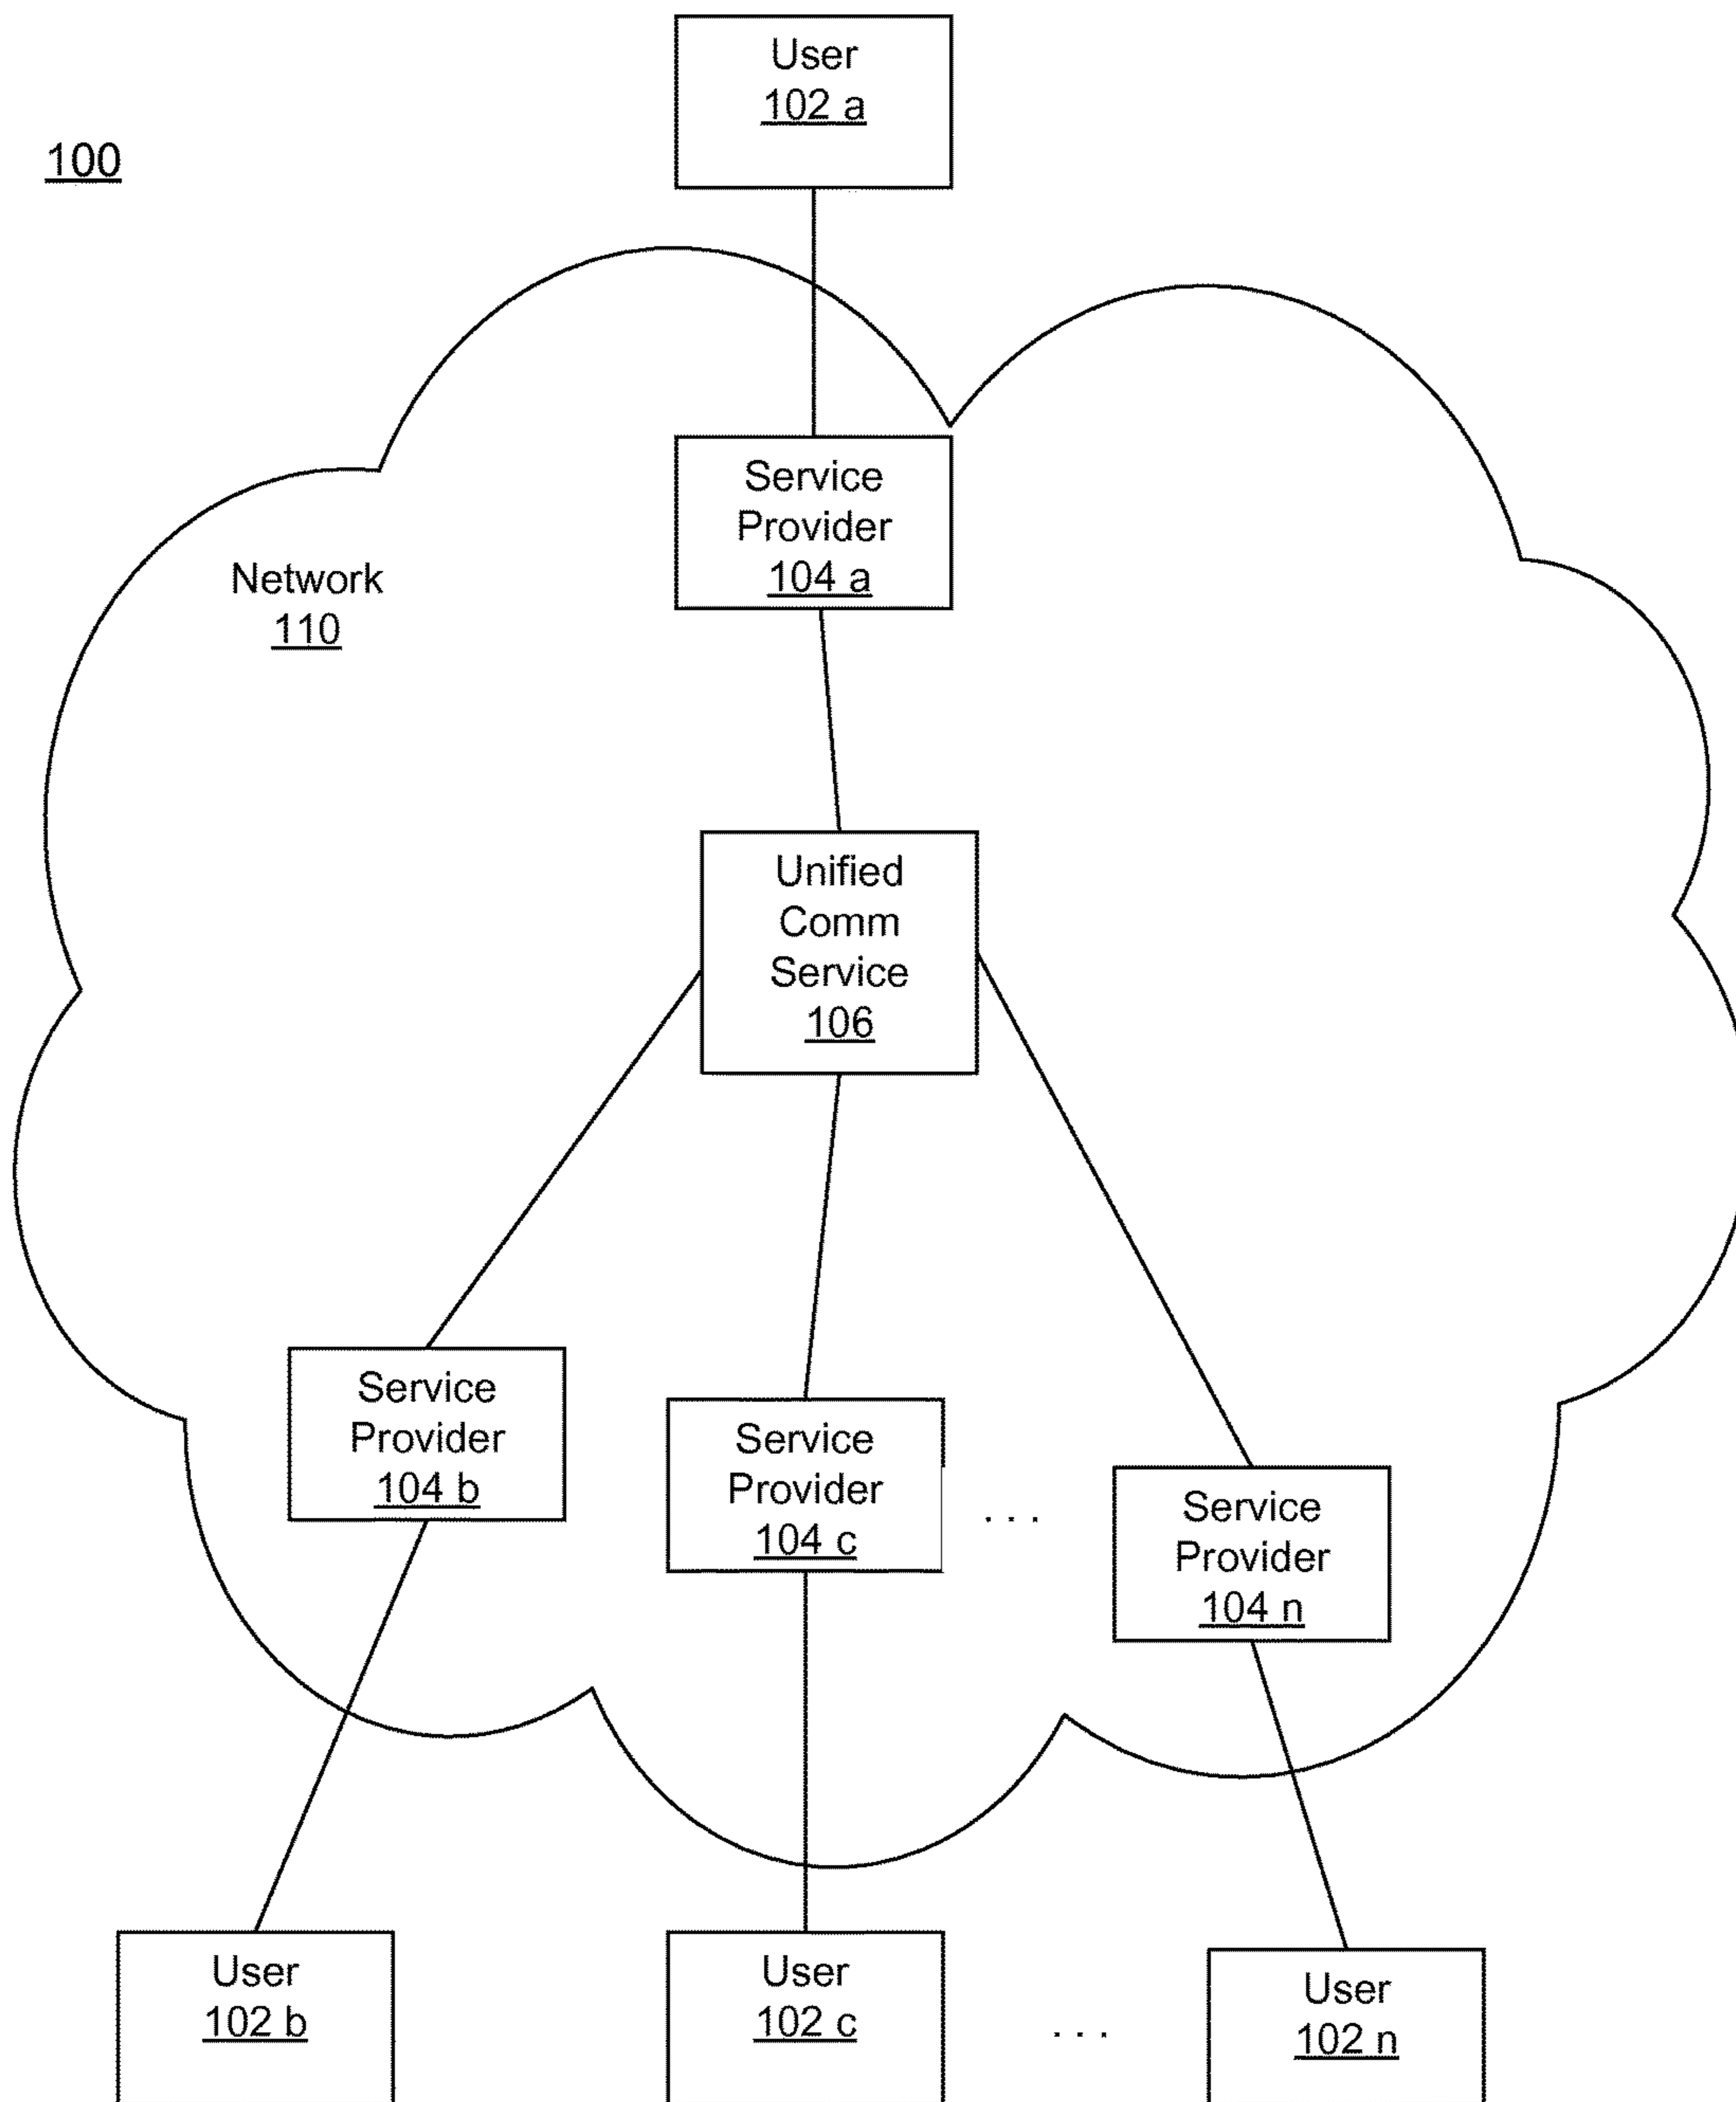 User
102 a
100
Service
Provider
104 a
Network
110
Unified
Comm
Service
106
Service
Provider
104 b
Service
Provider
104 c
. . .
Service
Provider
104 n
User
102 b
User
102 c
. . .
User
102 n